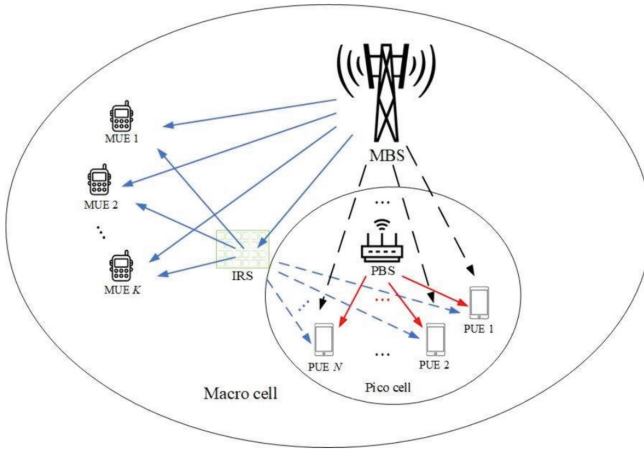 MUE 1
MBS
MUE 2
...
...
MUE K
IRS
PBS
...
...
PUE 1
PUE N
...
PUE 2
Macro cell
Pico cell